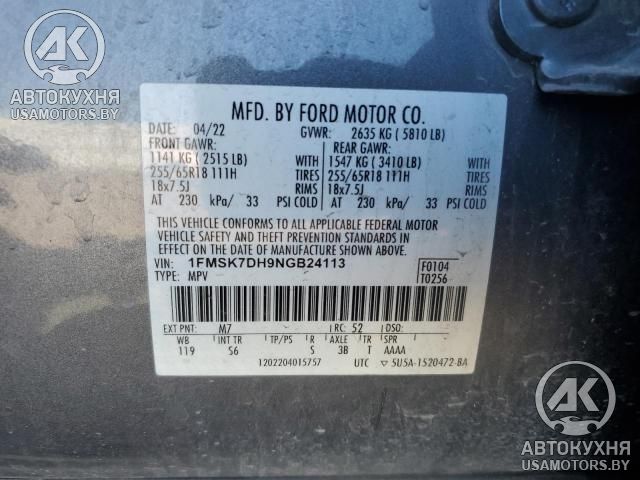 AK
АВТОКУХНЯ
USAMOTORS.BY
MFD. BY FORD MOTOR CO.
DATE: 04/22 GVWR: 2635 KG ( 5810 LB)
FRONT GAWR: REAR GAWR:
1141 KG ( 2515 LB) WITH 1547 KG ( 3410 LB) WITH
255/65R18 111H TIRES 255/65R18 111H TIRES
18x7.5J RIMS 18x7.5J RIMS
AT 230 kPa/ 33 PSI COLD AT 230 kPa/ 33 PSI COLD
THIS VEHICLE CONFORMS TO ALL APPLICABLE FEDERAL MOTOR
VEHICLE SAFETY AND THEFT PREVENTION STANDARDS IN
EFFECT ON THE DATE OF MANUFACTURE SHOWN ABOVE.
VIN: 1FMSK7DH9NGB24113 F0104
TYPE: MPV T0256
EXT PNT: M7 RC: 52 DSO:
WB INT TR TP/PS R AXLE TR SPR
119 S6 S 3B T AAAA
1202204015757 UTC ▽ 5U5A-1520472-BA
AK
АВТОКУХНЯ
USAMOTORS.BY